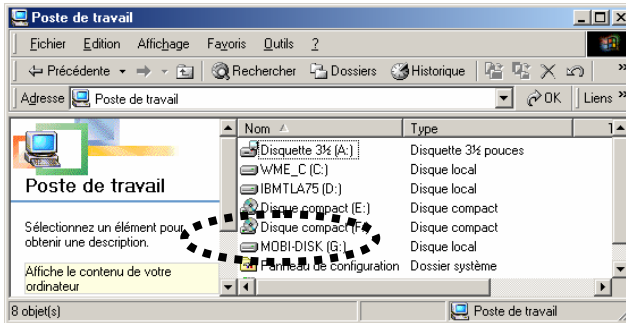 Poste de travail
Fichier Edition Affichage Favoris Outils ?
Précédente Rechercher Dossiers Historique »
Adresse Poste de travail OK Liens »
Nom Type
Disquette 3½ (A:) Disquette 3½ pouces
WME_C (C:) Disque local
IBMTLA75 (D:) Disque local
Disque compact (E:) Disque compact
Disque compact (F:) Disque compact
MOBI-DISK (G:) Disque local
Panneau de configuration Dossier système
Poste de travail
Sélectionnez un élément pour
obtenir une description.
Affiche le contenu de votre
ordinateur
8 objet(s) Poste de travail